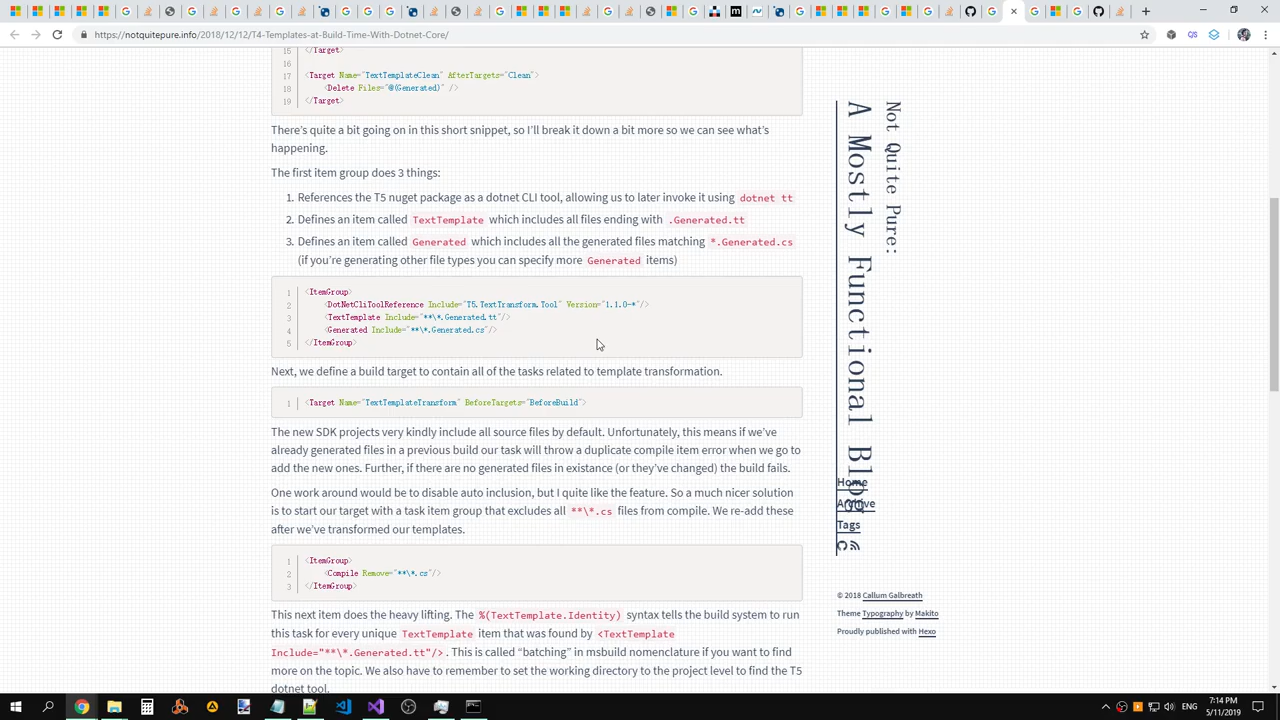 https://notquitepure.info/2018/12/12/T4-Templates-at-Build-Time-With-Dotnet-Core/
15 </Target>
16
17 <Target Name="TextTemplateClean" AfterTargets="Clean">
18 <Delete Files="@(Generated)" />
19 </Target>
There's quite a bit going on in this short snippet, so I'll break it down a bit more so we can see what's
happening.
The first item group does 3 things:
1. References the T5 nuget package as a dotnet CLI tool, allowing us to later invoke it using dotnet tt
2. Defines an item called TextTemplate which includes all files ending with .Generated.tt
3. Defines an item called Generated which includes all the generated files matching *.Generated.cs
(if you're generating other file types you can specify more Generated items)
1 <ItemGroup>
2 <DotNetCliToolReference Include="T5.TextTransform.Tool" Version="1.1.0-*"/>
3 <TextTemplate Include="**\*.Generated.tt"/>
4 <Generated Include="**\*.Generated.cs"/>
5 </ItemGroup>
Next, we define a build target to contain all of the tasks related to template transformation.
1 <Target Name="TextTemplateTransform" BeforeTargets="BeforeBuild">
The new SDK projects very kindly include all source files by default. Unfortunately, this means if we've
already generated files in a previous build our task will throw a duplicate compile item error when we go to
add the new ones. Further, if there are no generated files in existance (or they've changed) the build fails.
One work around would be to disable auto inclusion, but I quite like the feature. So a much nicer solution
is to start our target with a task item group that excludes all **\*.cs files from compile. We re-add these
after we've transformed our templates.
1 <ItemGroup>
2 <Compile Remove="**\*.cs"/>
3 </ItemGroup>
This next item does the heavy lifting. The %(TextTemplate.Identity) syntax tells the build system to run
this task for every unique TextTemplate item that was found by <TextTemplate
Include="**\*.Generated.tt"/>. This is called "batching" in msbuild nomenclature if you want to find
more on the topic. We also have to remember to set the working directory to the project level to find the T5
dotnet tool.
Not Quite Pure:
A Mostly Functional Blog
Home
Archive
Tags
© 2018 Callum Galbreath
Theme Typography by Makito
Proudly published with Hexo
ENG
7:14 PM
5/11/2019